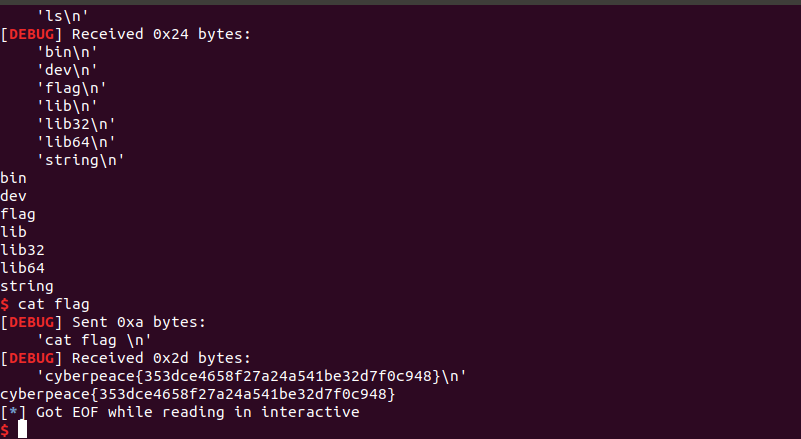 'ls\n'
[DEBUG] Received 0x24 bytes:
    'bin\n'
    'dev\n'
    'flag\n'
    'lib\n'
    'lib32\n'
    'lib64\n'
    'string\n'
bin
dev
flag
lib
lib32
lib64
string
$ cat flag
[DEBUG] Sent 0xa bytes:
    'cat flag \n'
[DEBUG] Received 0x2d bytes:
    'cyberpeace{353dce4658f27a24a541be32d7f0c948}\n'
cyberpeace{353dce4658f27a24a541be32d7f0c948}
[*] Got EOF while reading in interactive
$